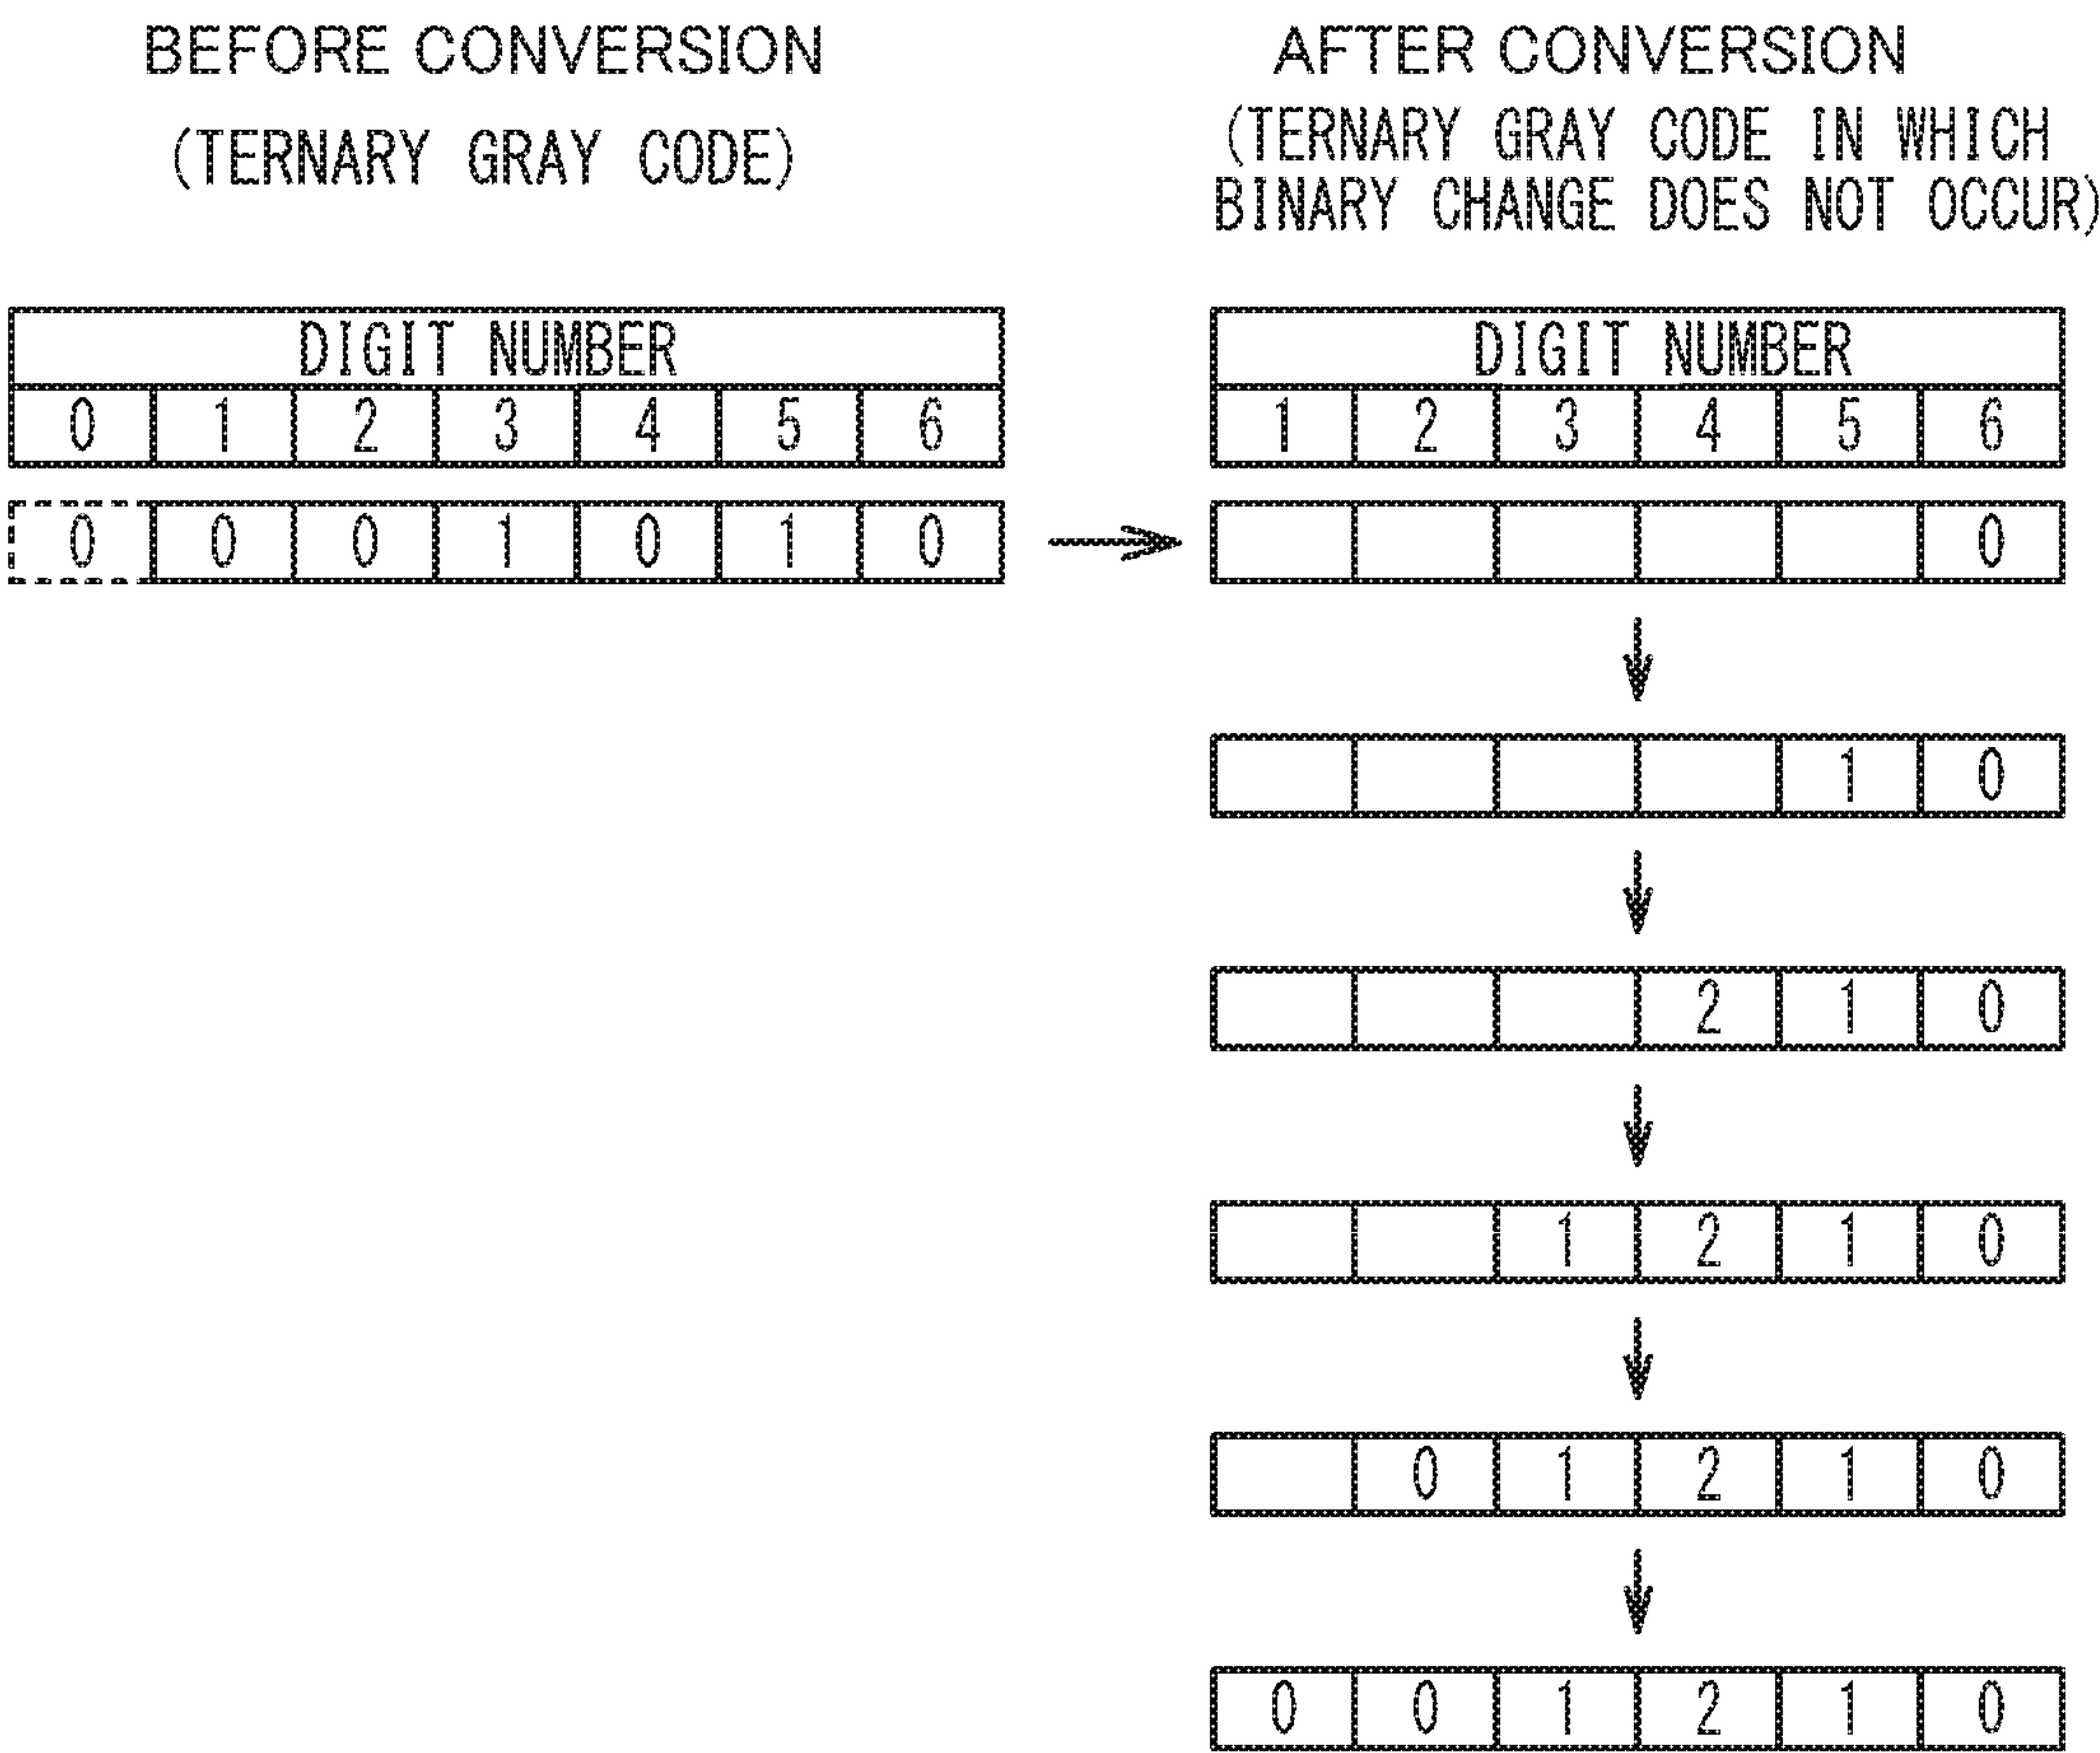 BEFORE CONVERSION
(TERNARY GRAY CODE)
DIGIT NUMBER
0 1 2 3 4 5 6
0 0 0 1 0 1 0
AFTER CONVERSION
(TERNARY GRAY CODE IN WHICH
BINARY CHANGE DOES NOT OCCUR)
DIGIT NUMBER
1 2 3 4 5 6
0
1 0
2 1 0
1 2 1 0
0 1 2 1 0
0 0 1 2 1 0